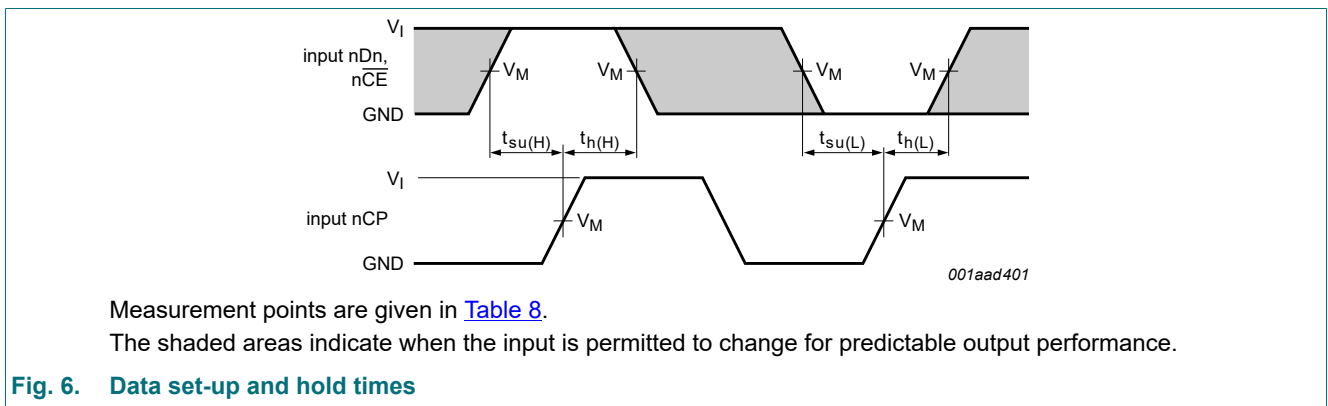 V_I
input nDn,
nCE
V_M V_M V_M V_M
GND
t_su(H) t_h(H) t_su(L) t_h(L)
V_I
input nCP
V_M V_M
GND
001aad401
Measurement points are given in Table 8.
The shaded areas indicate when the input is permitted to change for predictable output performance.
Fig. 6. Data set-up and hold times